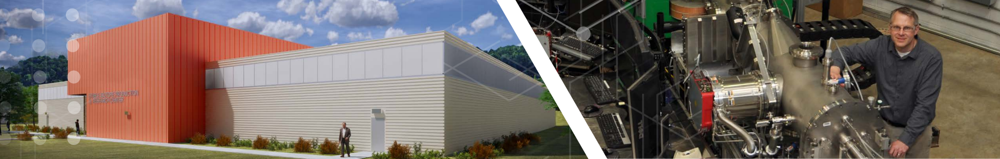 STABLE ISOTOPE PRODUCTION
& RESEARCH CENTER